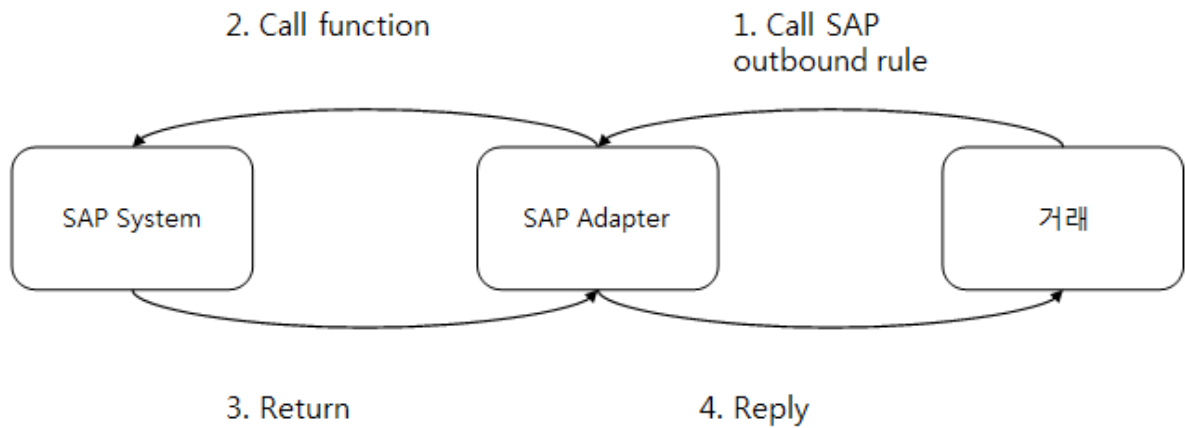 2. Call function
1. Call SAP
outbound rule
SAP System
SAP Adapter
거래
3. Return
4. Reply